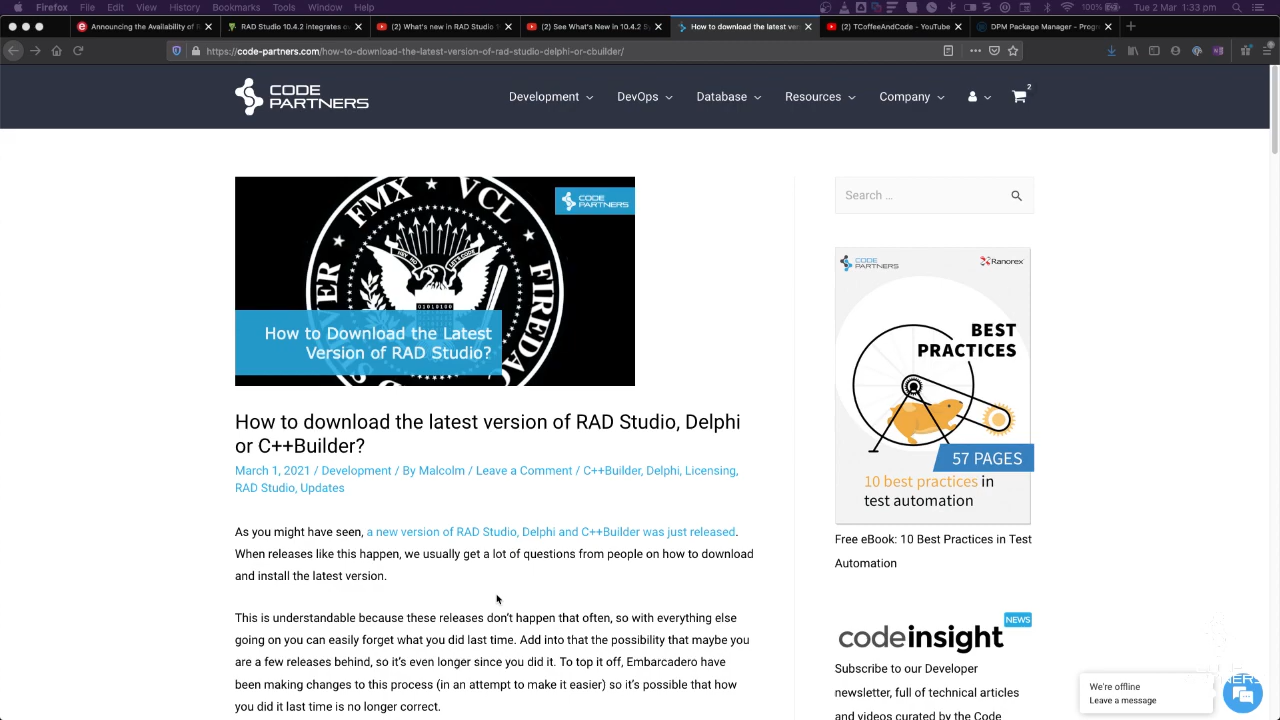 Firefox File Edit View History Bookmarks Tools Window Help
100% Tue 2 Mar 1:33 pm
Announcing the Availability of R
RAD Studio 10.4.2 integrates o
(2) What's new in RAD Studio 1
(2) See What's New in 10.4.2 S
How to download the latest ver
TCoffeeAndCode - YouTube
DPM Package Manager - Progr
https://code-partners.com/how-to-download-the-latest-version-of-rad-studio-delphi-or-cbuilder/
CODE
PARTNERS
Development DevOps Database Resources Company
2
FMX ★ VCL
FIREDAC
CODE
PARTNERS
01010100
How to Download the Latest
Version of RAD Studio?
How to download the latest version of RAD Studio, Delphi
or C++Builder?
March 1, 2021 / Development / By Malcolm / Leave a Comment / C++Builder, Delphi, Licensing,
RAD Studio, Updates
As you might have seen, a new version of RAD Studio, Delphi and C++Builder was just released.
When releases like this happen, we usually get a lot of questions from people on how to download
and install the latest version.
This is understandable because these releases don't happen that often, so with everything else
going on you can easily forget what you did last time. Add into that the possibility that maybe you
are a few releases behind, so it's even longer since you did it. To top it off, Embarcadero have
been making changes to this process (in an attempt to make it easier) so it's possible that how
you did it last time is no longer correct.
Search ...
CODE
PARTNERS
Ranorex
BEST
PRACTICES
57 PAGES
10 best practices in
test automation
Free eBook: 10 Best Practices in Test
Automation
codeinsight NEWS
Subscribe to our Developer
newsletter, full of technical articles
and videos curated by the Code
We're offline
Leave a message